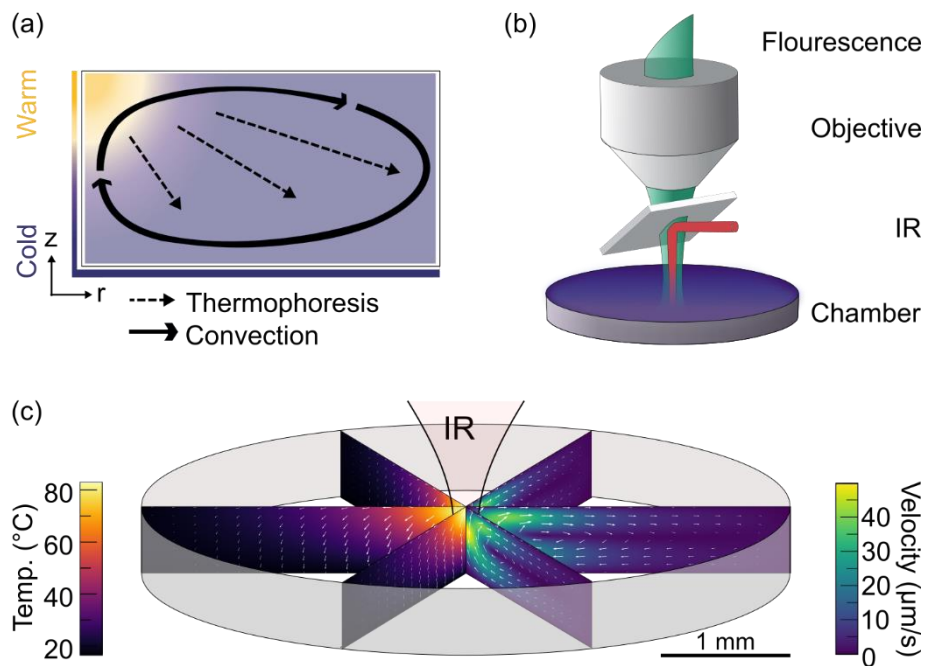 (a)
Warm
Cold
z
r
Thermophoresis
Convection
(b)
Flourescence
Objective
IR
Chamber
(c)
IR
Temp. (°C)
80
60
40
20
Velocity (µm/s)
40
30
20
10
0
1 mm